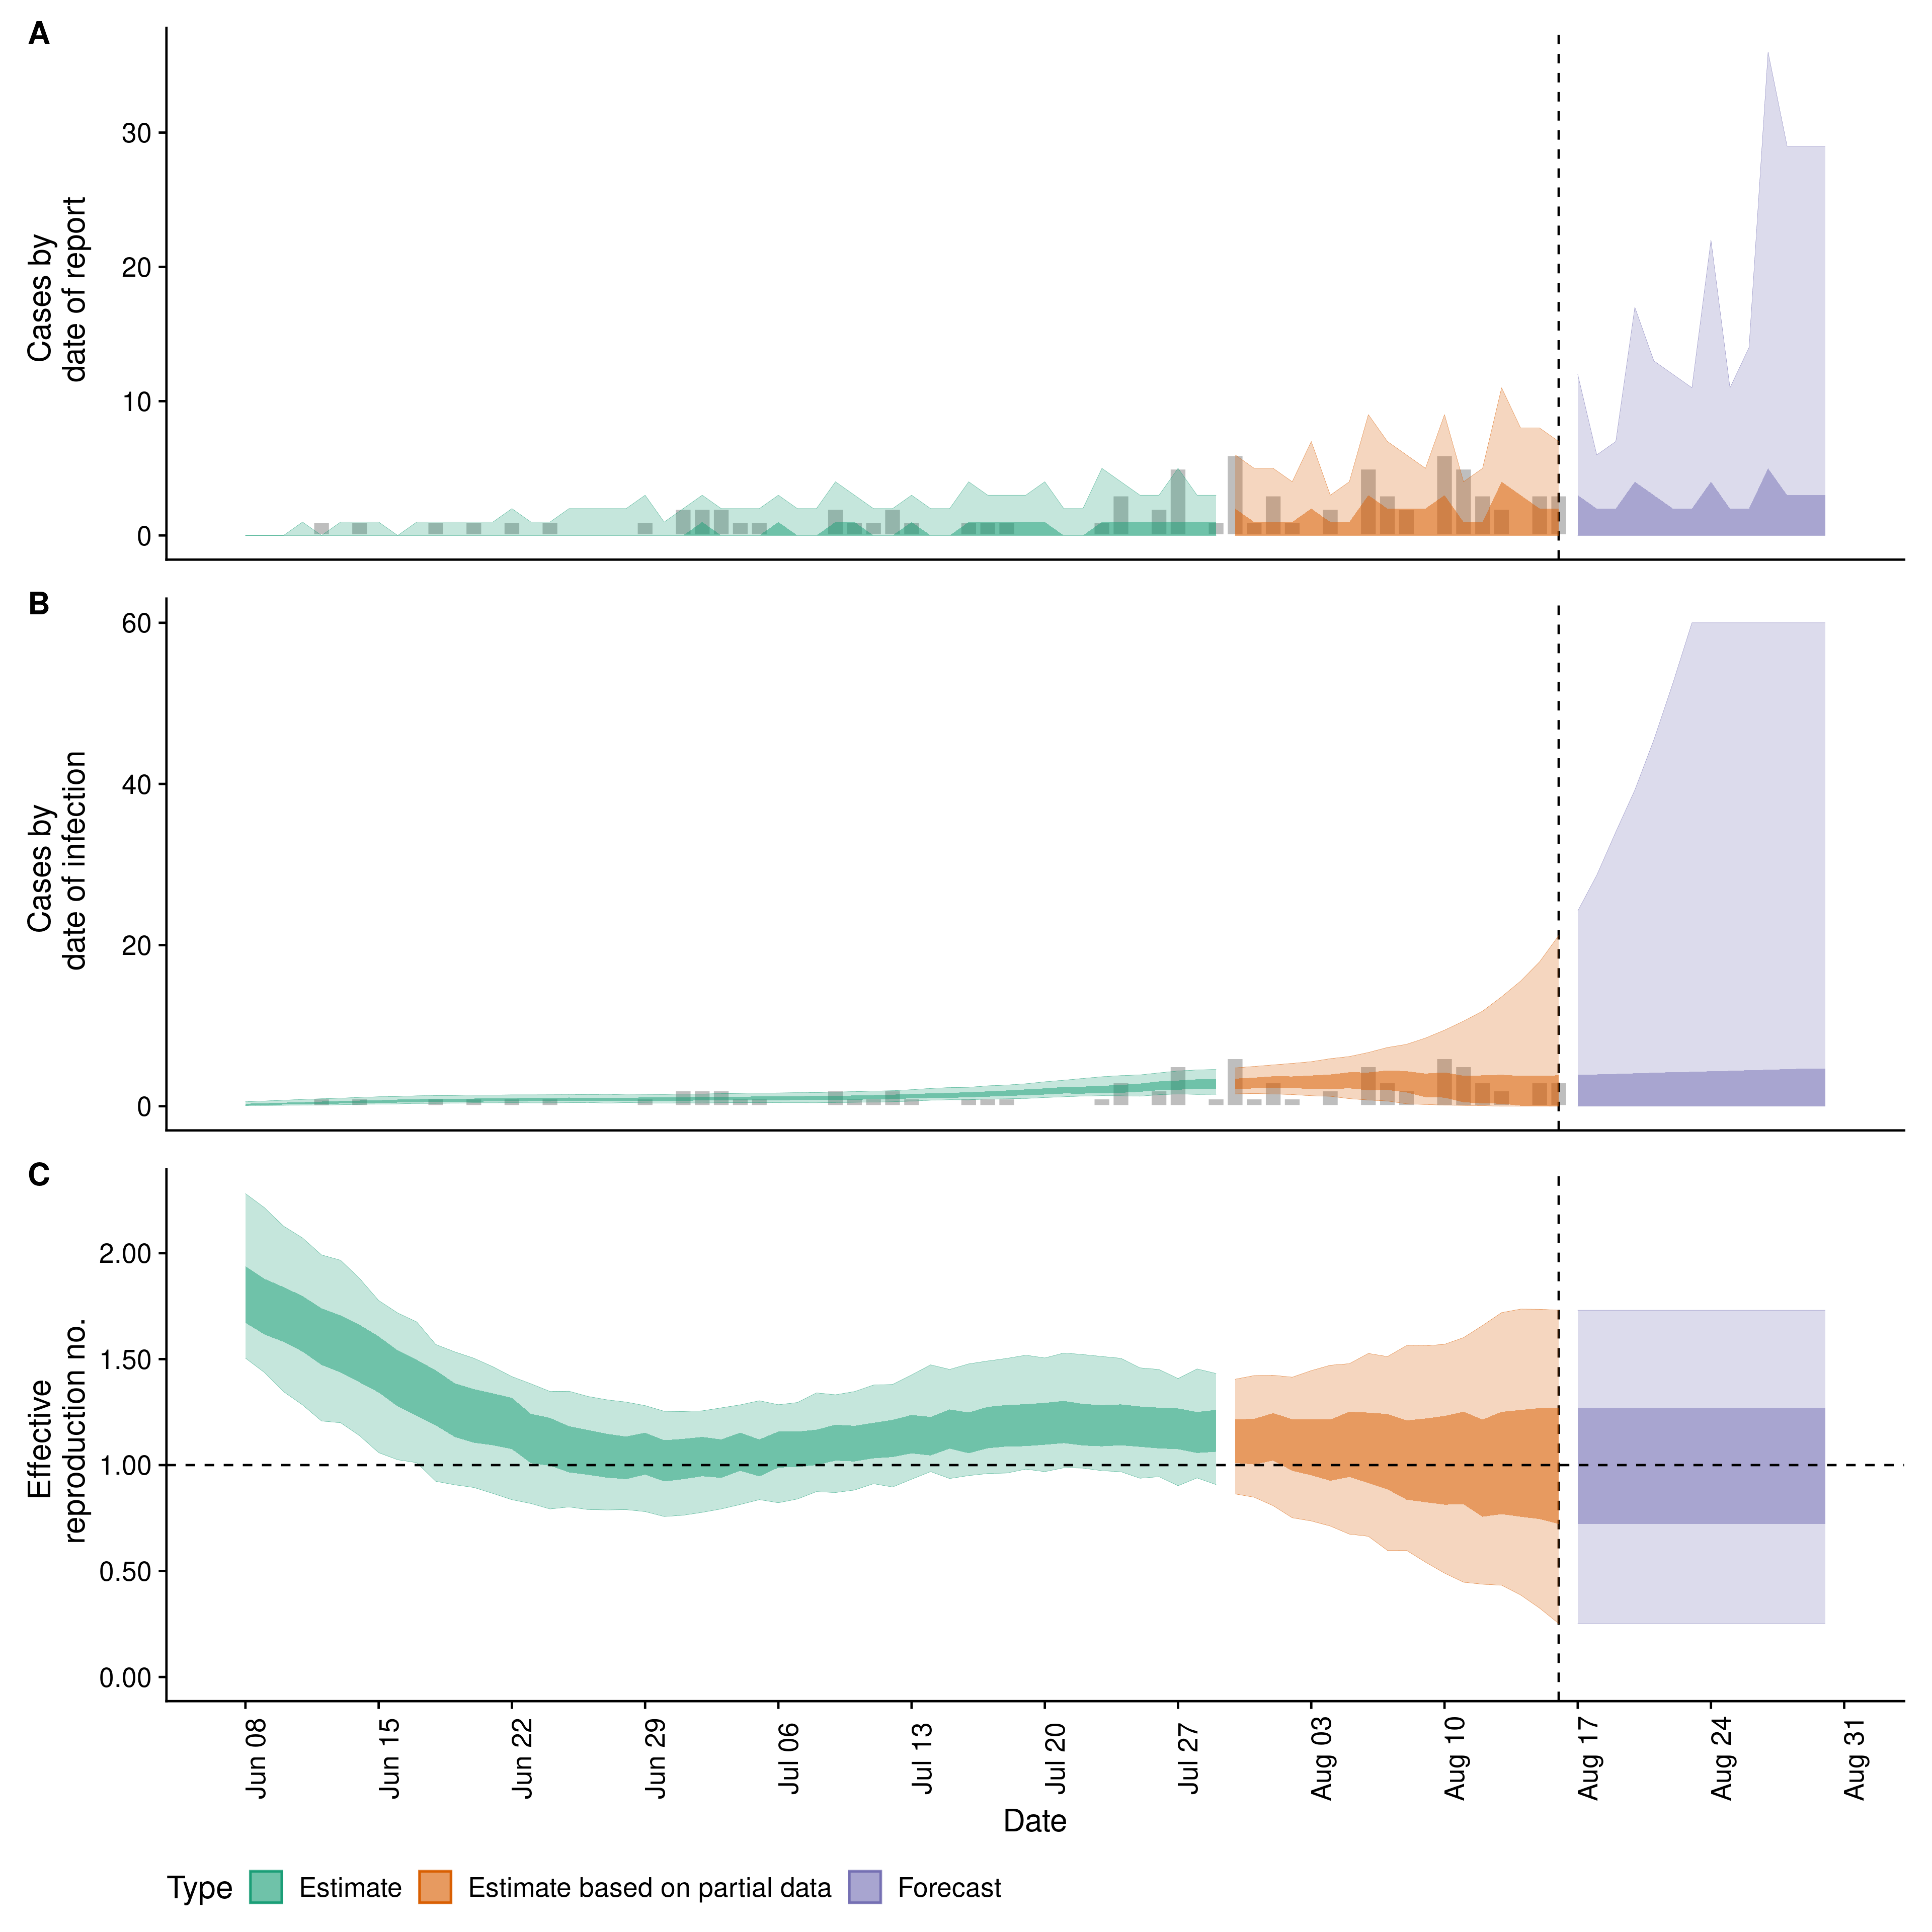 A
Cases by
date of report
30
20
10
0
B
Cases by
date of infection
60
40
20
0
C
Effective
reproduction no.
2.00
1.50
1.00
0.50
0.00
Jun 08
Jun 15
Jun 22
Jun 29
Jul 06
Jul 13
Jul 20
Jul 27
Aug 03
Aug 10
Aug 17
Aug 24
Aug 31
Date
Type Estimate Estimate based on partial data Forecast